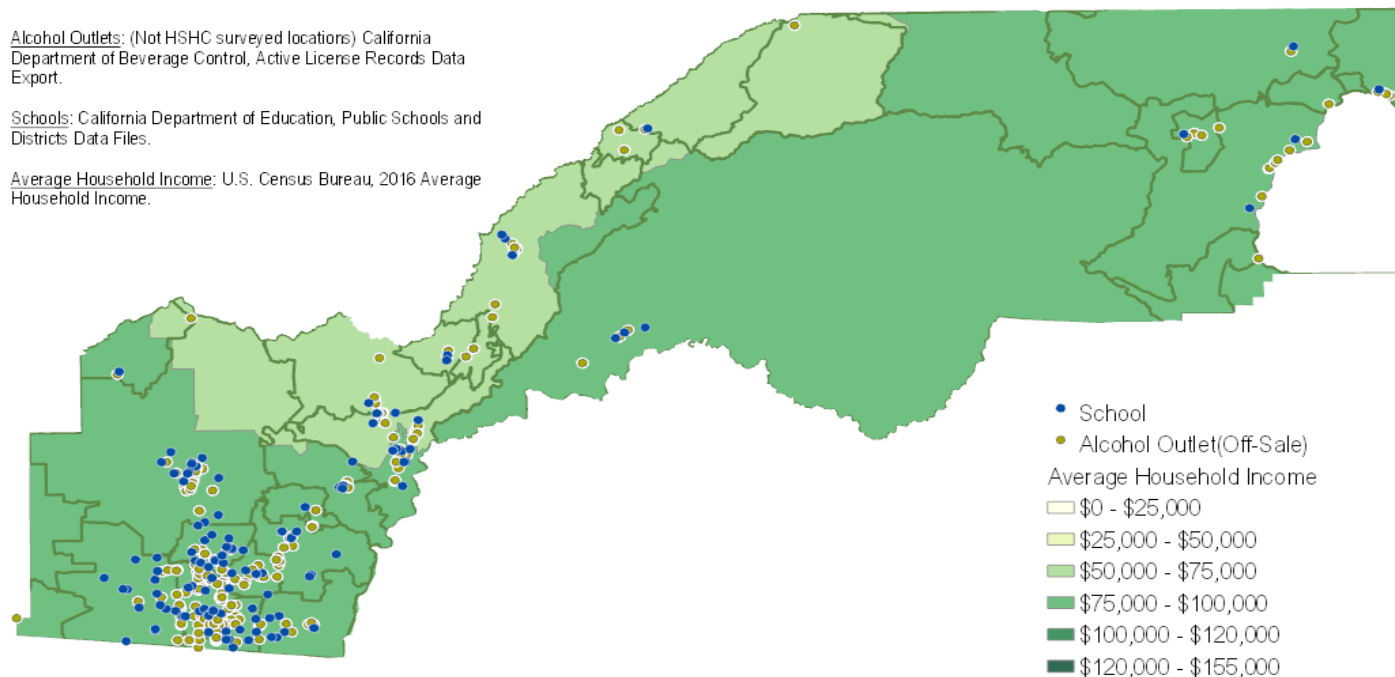 Alcohol Outlets: (Not HSHC surveyed locations) California
Department of Beverage Control, Active License Records Data
Export.
Schools: California Department of Education, Public Schools and
Districts Data Files.
Average Household Income: U.S. Census Bureau, 2016 Average
Household Income.
School
Alcohol Outlet(Off-Sale)
Average Household Income
$0 - $25,000
$25,000 - $50,000
$50,000 - $75,000
$75,000 - $100,000
$100,000 - $120,000
$120,000 - $155,000